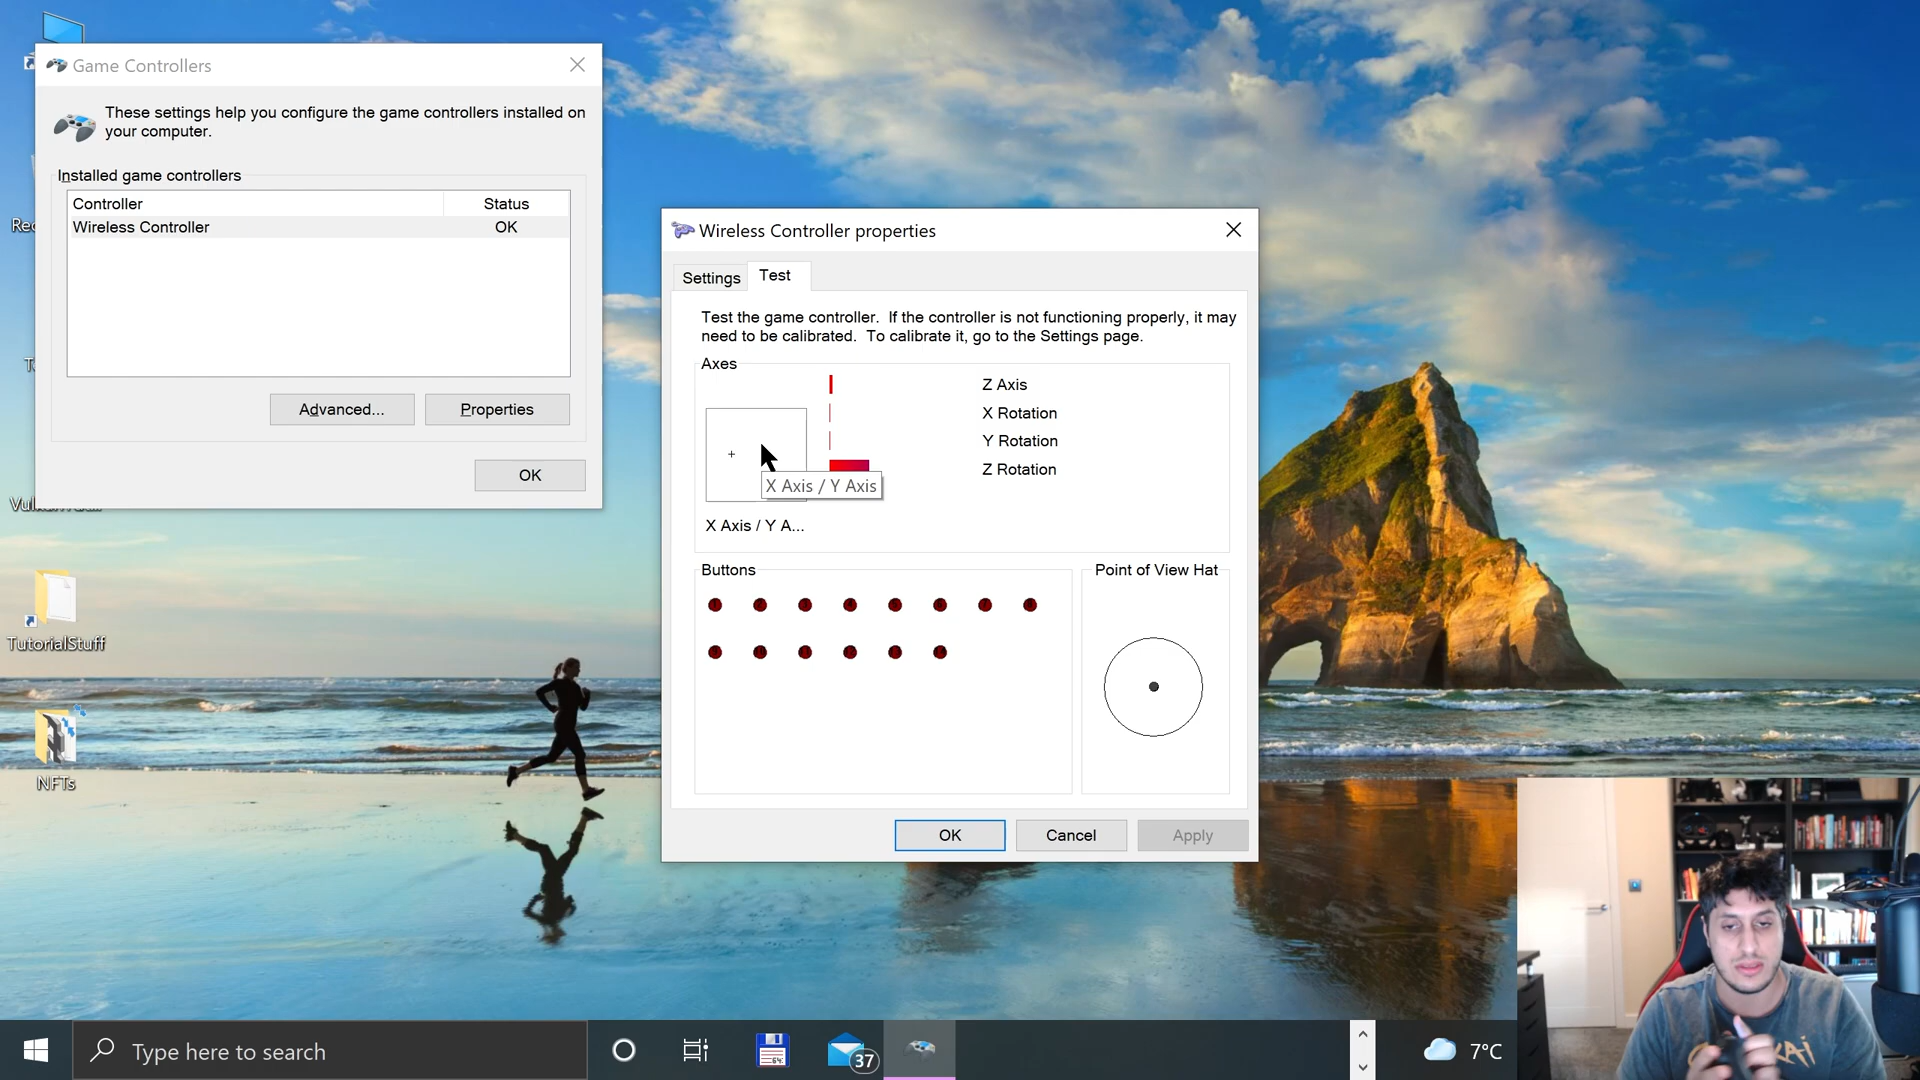 Game Controllers
These settings help you configure the game controllers installed on
your computer.
Installed game controllers
Controller Status
Wireless Controller OK
Advanced... Properties
OK
Wireless Controller properties
Settings Test
Test the game controller. If the controller is not functioning properly, it may
need to be calibrated. To calibrate it, go to the Settings page.
Axes
Z Axis
X Rotation
Y Rotation
Z Rotation
X Axis / Y Axis
X Axis / Y A...
Buttons
Point of View Hat
OK Cancel Apply
TutorialStuff
NFTs
Type here to search
64
37
7°C